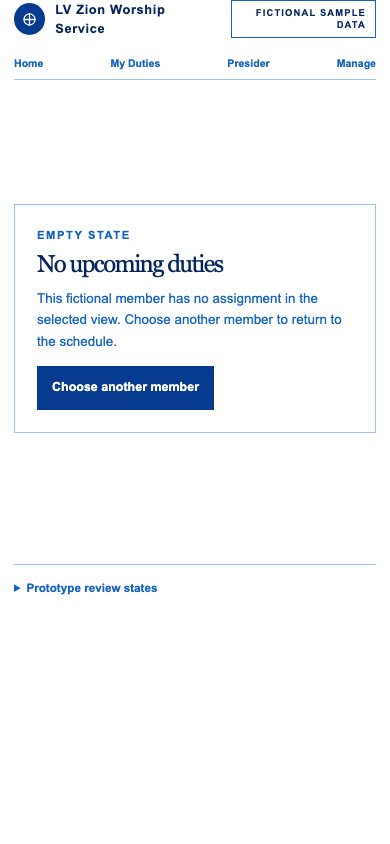 LV Zion Worship
Service
FICTIONAL SAMPLE
DATA
Home My Duties Presider Manage
EMPTY STATE
No upcoming duties
This fictional member has no assignment in the
selected view. Choose another member to return to
the schedule.
Choose another member
Prototype review states